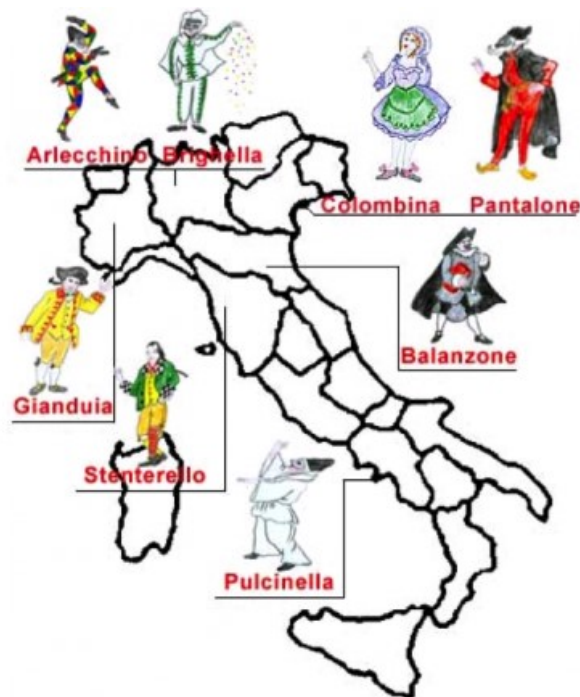 Arlecchino Brighella
Colombina Pantalone
Balanzone
Gianduia
Stenterello
Pulcinella